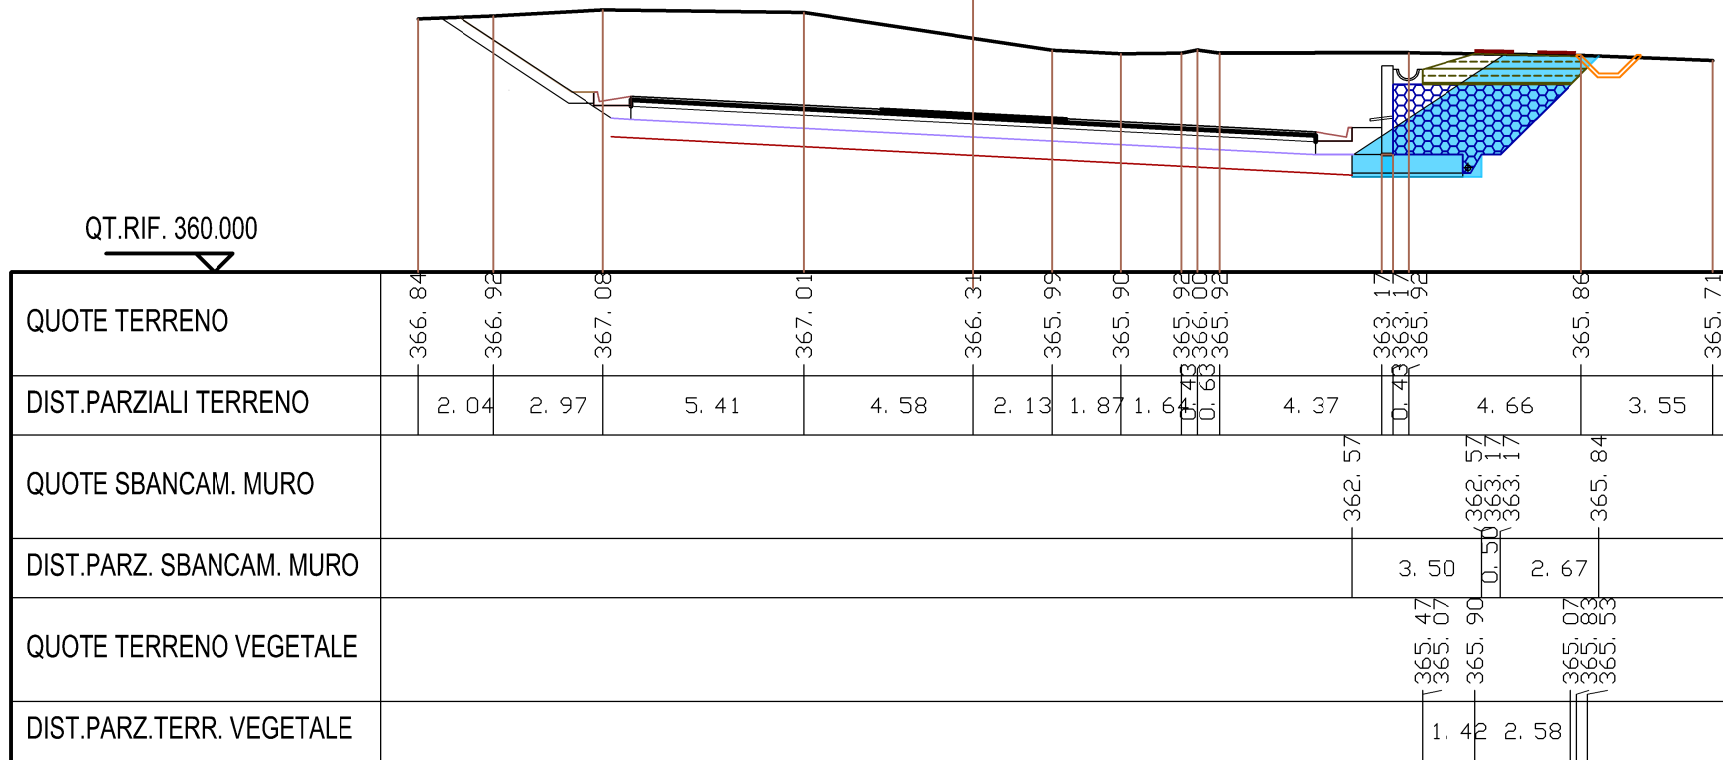 QT.RIF. 360.000
QUOTE TERRENO 366. 84 366. 92 367. 08 367. 01 366. 31 365. 99 365. 90 365. 92 366. 00 365. 92 363. 17 363. 17 365. 92 365. 86 365. 71
DIST.PARZIALI TERRENO 2. 04 2. 97 5. 41 4. 58 2. 13 1. 87 1. 64 0. 43 0. 63 4. 37 0. 43 4. 66 3. 55
QUOTE SBANCAM. MURO 362. 57 362. 57 363. 17 363. 17 365. 84
DIST.PARZ. SBANCAM. MURO 3. 50 0. 50 2. 67
QUOTE TERRENO VEGETALE 365. 47 365. 07 365. 90 365. 07 365. 83 365. 53
DIST.PARZ.TERR. VEGETALE 1. 42 2. 58